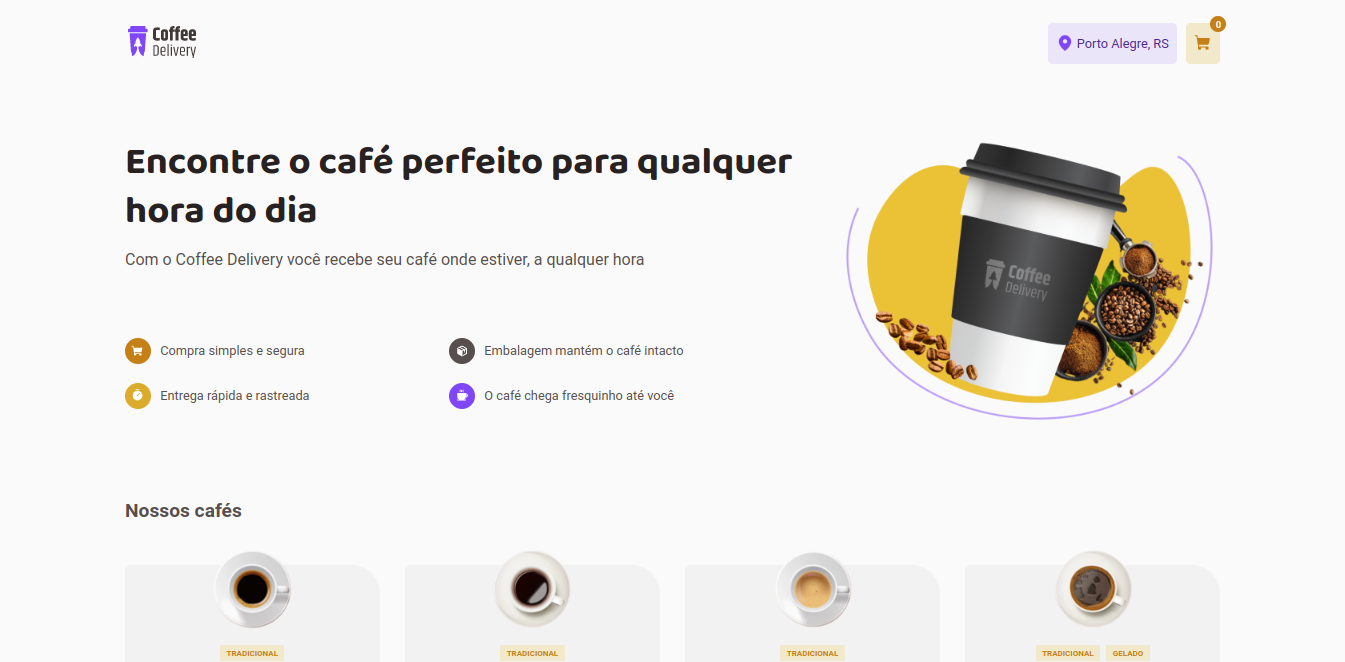 Coffee
Delivery
Porto Alegre, RS
0
Encontre o café perfeito para qualquer
hora do dia
Com o Coffee Delivery você recebe seu café onde estiver, a qualquer hora
Coffee
Delivery
Compra simples e segura
Embalagem mantém o café intacto
Entrega rápida e rastreada
O café chega fresquinho até você
Nossos cafés
TRADICIONAL
TRADICIONAL
TRADICIONAL
TRADICIONAL GELADO